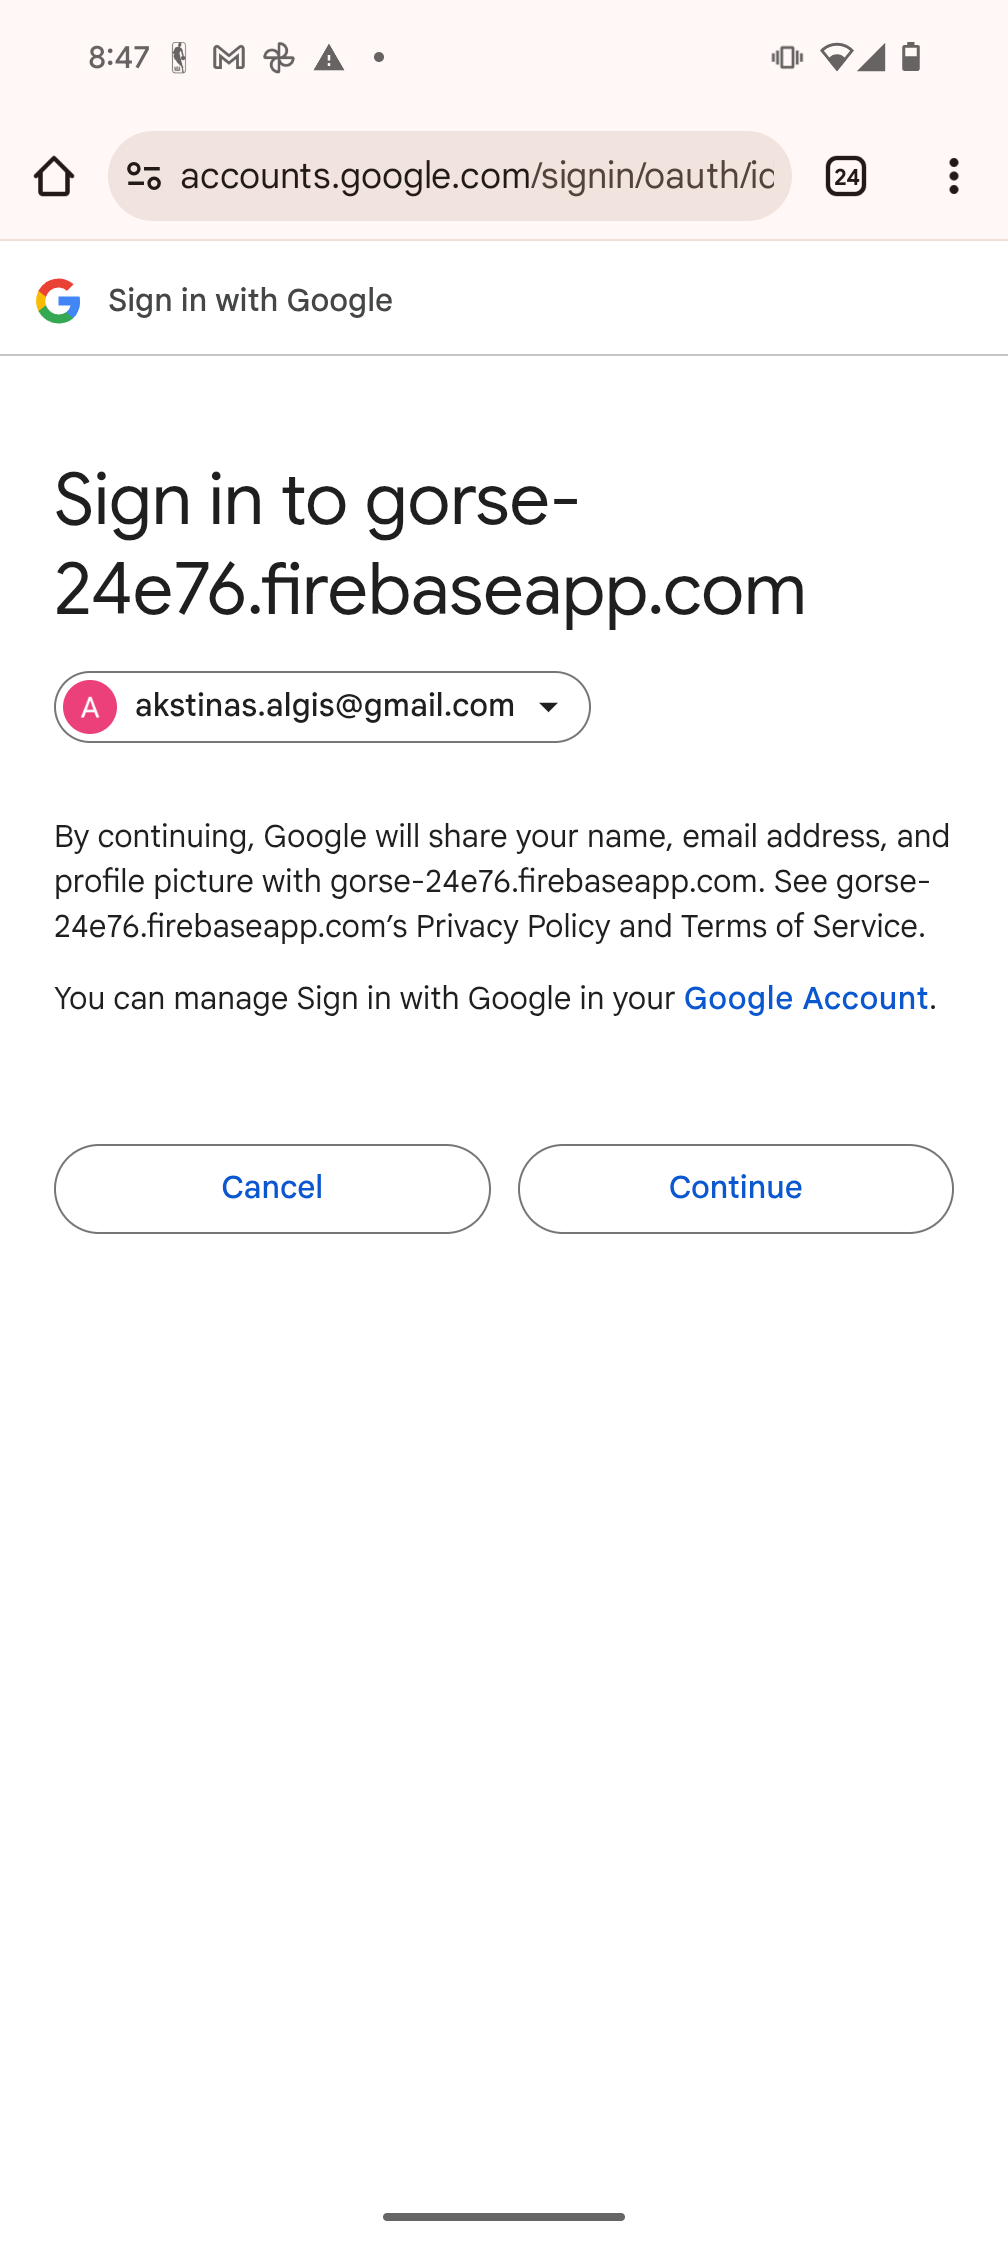 8:47
accounts.google.com/signin/oauth/ic
24
Sign in with Google
Sign in to gorse-
24e76.firebaseapp.com
A akstinas.algis@gmail.com
By continuing, Google will share your name, email address, and
profile picture with gorse-24e76.firebaseapp.com. See gorse-
24e76.firebaseapp.com’s Privacy Policy and Terms of Service.
You can manage Sign in with Google in your Google Account.
Cancel Continue